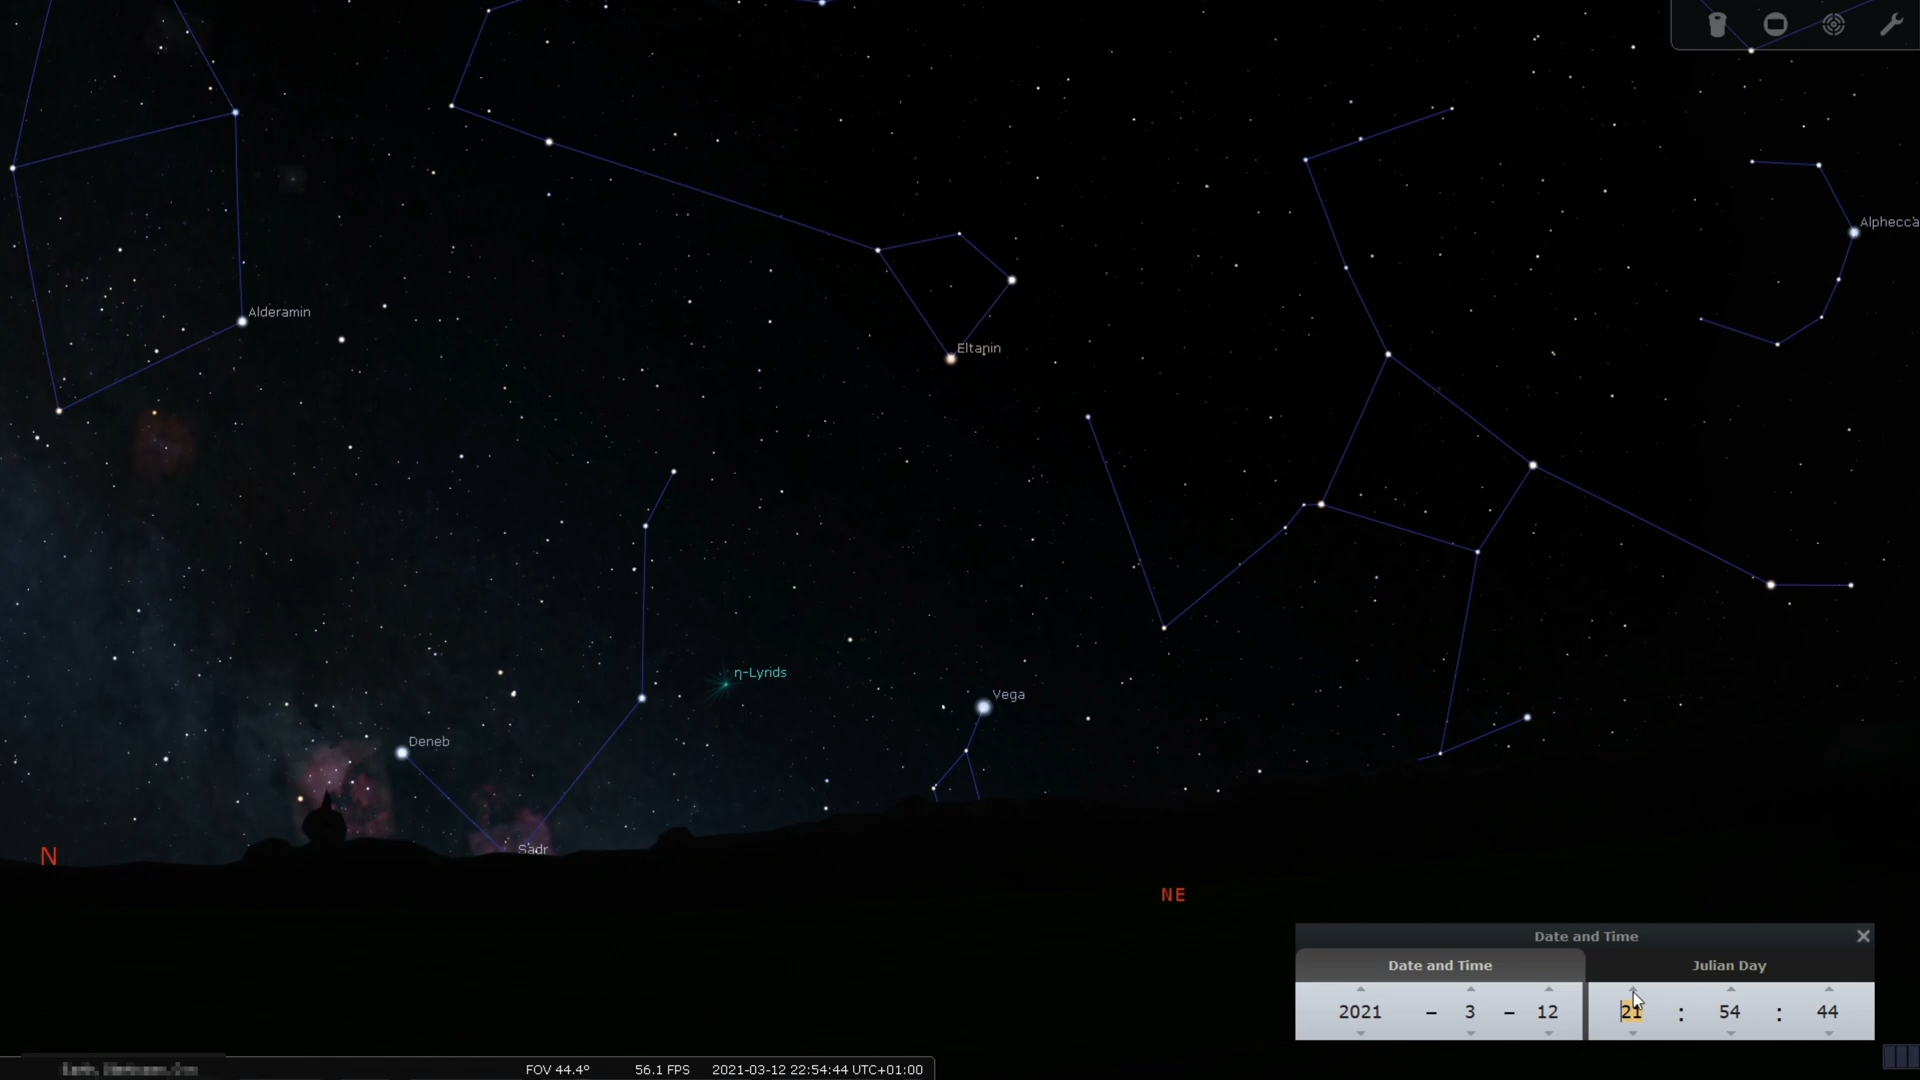 Alphecca
Alderamin
Eltanin
η-Lyrids
Vega
Deneb
Sadr
N
NE
Date and Time
Date and Time Julian Day
2021 - 3 - 12 21 : 54 : 44
FOV 44.4° 56.1 FPS 2021-03-12 22:54:44 UTC+01:00